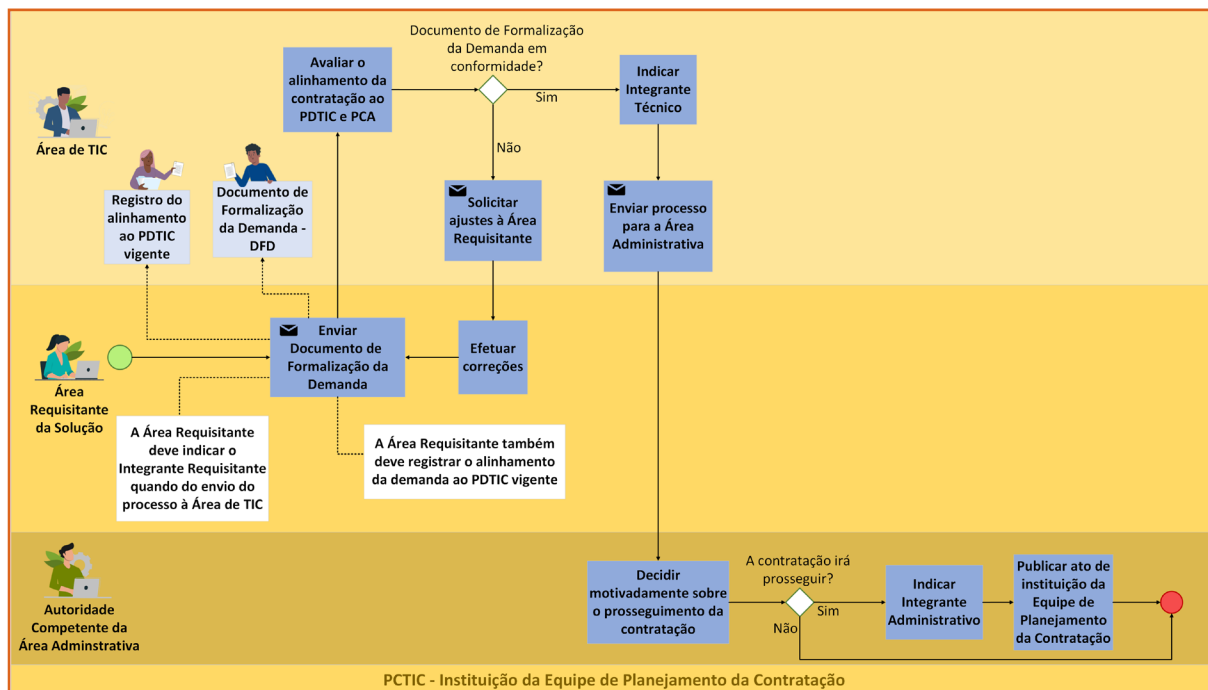 Documento de Formalização
da Demanda em
conformidade?
Avaliar o
alinhamento da
contratação ao
PDTIC e PCA
Sim
Indicar
Integrante
Técnico
Área de TIC
Não
Registro do
alinhamento
ao PDTIC
vigente
Documento de
Formalização
da Demanda -
DFD
Solicitar
ajustes à Área
Requisitante
Enviar processo
para a Área
Administrativa
Enviar
Documento de
Formalização da
Demanda
Efetuar
correções
Área
Requisitante
da Solução
A Área Requisitante
deve indicar o
Integrante Requisitante
quando do envio do
processo à Área de TIC
A Área Requisitante também
deve registrar o alinhamento
da demanda ao PDTIC vigente
Autoridade
Competente da
Área Adminstrativa
Decidir
motivadamente sobre
o prosseguimento da
contratação
A contratação irá
prosseguir?
Sim
Não
Indicar
Integrante
Administrativo
Publicar ato de
instituição da
Equipe de
Planejamento
da Contratação
PCTIC - Instituição da Equipe de Planejamento da Contratação